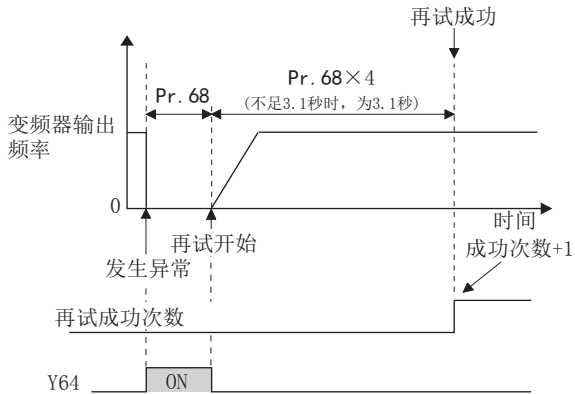 再试成功
Pr.68
Pr.68×4
(不足3.1秒时，为3.1秒)
变频器输出
频率
0
时间
再试开始
成功次数+1
发生异常
再试成功次数
Y64
ON